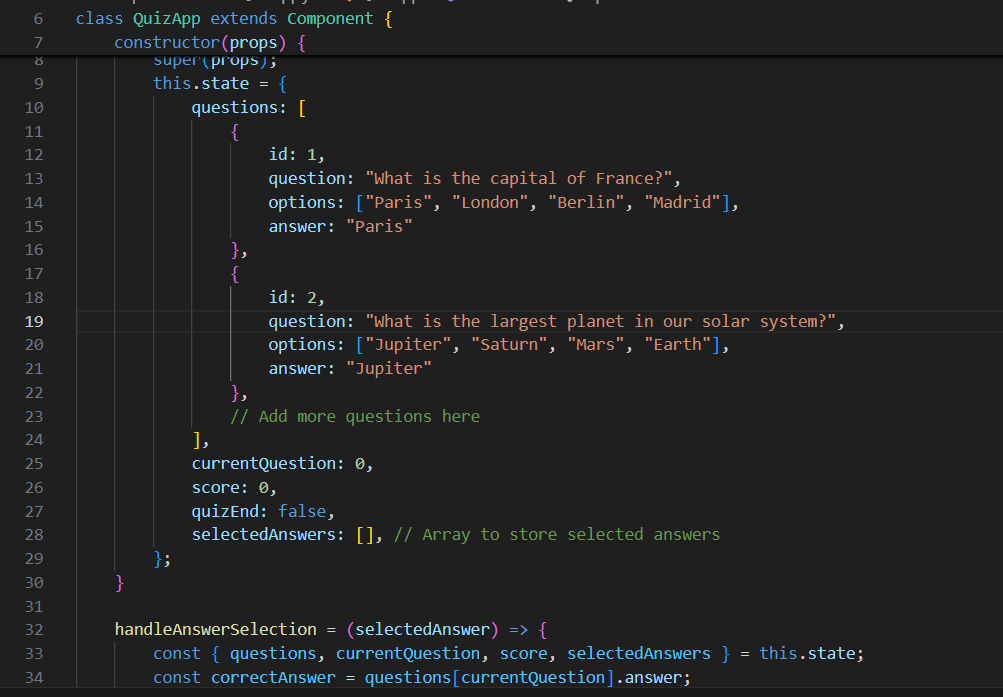 6 class QuizApp extends Component {
7 constructor(props) {
8 super(props);
9 this.state = {
10 questions: [
11 {
12 id: 1,
13 question: "What is the capital of France?",
14 options: ["Paris", "London", "Berlin", "Madrid"],
15 answer: "Paris"
16 },
17 {
18 id: 2,
19 question: "What is the largest planet in our solar system?",
20 options: ["Jupiter", "Saturn", "Mars", "Earth"],
21 answer: "Jupiter"
22 },
23 // Add more questions here
24 ],
25 currentQuestion: 0,
26 score: 0,
27 quizEnd: false,
28 selectedAnswers: [], // Array to store selected answers
29 };
30 }
31
32 handleAnswerSelection = (selectedAnswer) => {
33 const { questions, currentQuestion, score, selectedAnswers } = this.state;
34 const correctAnswer = questions[currentQuestion].answer;